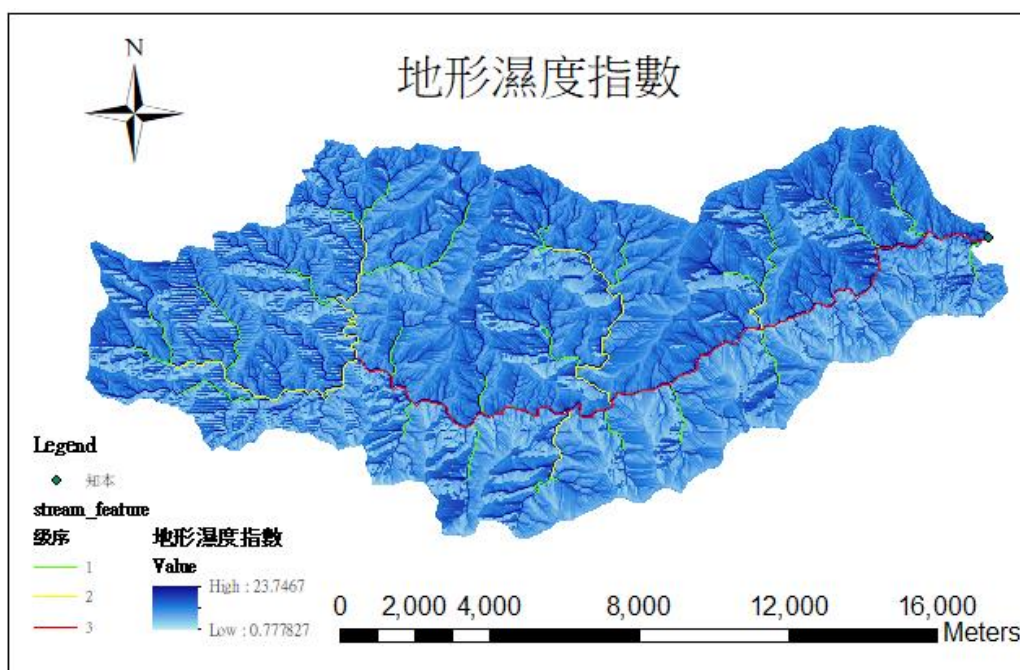 地形濕度指數
N
Legend
知本
stream_feature
级序
1
2
3
地形濕度指數
Value
High : 23.7467
Low : 0.777827
0 2,000 4,000 8,000 12,000 16,000
Meters